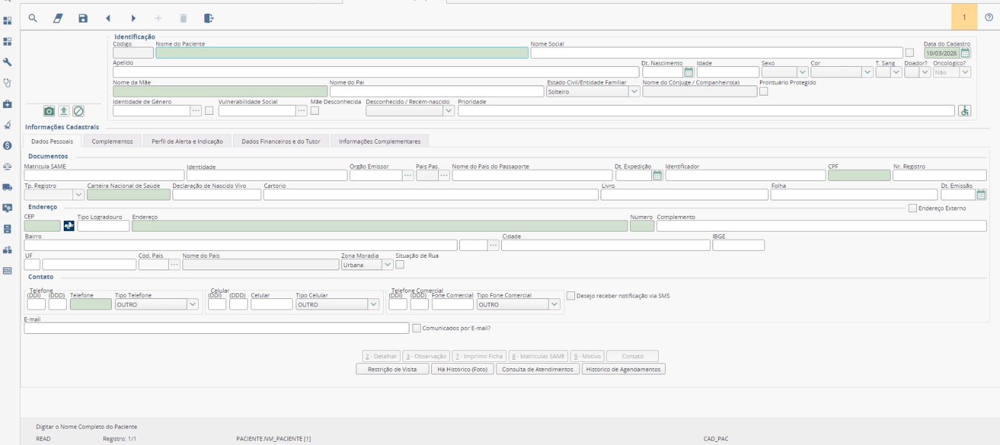 1
Identificação
Código Nome do Paciente Nome Social Data do Cadastro
10/03/2026
Apelido Dt. Nascimento Idade Sexo Cor T. Sang Doador? Oncológico?
Não
Nome da Mãe Nome do Pai Estado Civil/Entidade Familiar Nome do Cônjuge / Companheiro(a) Prontuário Protegido
Solteiro
Identidade de Gênero Vulnerabilidade Social Mãe Desconhecida Desconhecido / Recém-nascido Prioridade
Informações Cadastrais
Dados Pessoais Complementos Perfil de Alerta e Indicação Dados Financeiros e do Tutor Informações Complementares
Documentos
Matricula SAME Identidade Orgão Emissor Pais Pas. Nome do Pais do Passaporte Dt. Expedição Identificador CPF Nr. Registro
Tp. Registro Carteira Nacional de Saúde Declaração de Nascido Vivo Cartório Livro Folha Dt. Emissão
Endereço Endereço Externo
CEP Tipo Logradouro Endereço Número Complemento
Bairro Cidade IBGE
UF Cód. Pais Nome do País Zona Moradia Situação de Rua
Urbana
Contato
Telefone Celular Telefone Comercial
(DDI) (DDD) Telefone Tipo Telefone (DDI) (DDD) Celular Tipo Celular (DDI) (DDD) Fone Comercial Tipo Fone Comercial Desejo receber notificação via SMS
OUTRO OUTRO OUTRO
E-mail
Comunicados por E-mail?
2 - Detalhar 3 - Observação 7 - Imprimir Ficha 8 - Matriculas SAME 9 - Motivo Contato
Restrição de Visita Há Histórico (Foto) Consulta de Atendimentos Histórico de Agendamentos
Digitar o Nome Completo do Paciente
READ Registro: 1/1 PACIENTE.NM_PACIENTE [1] CAD_PAC